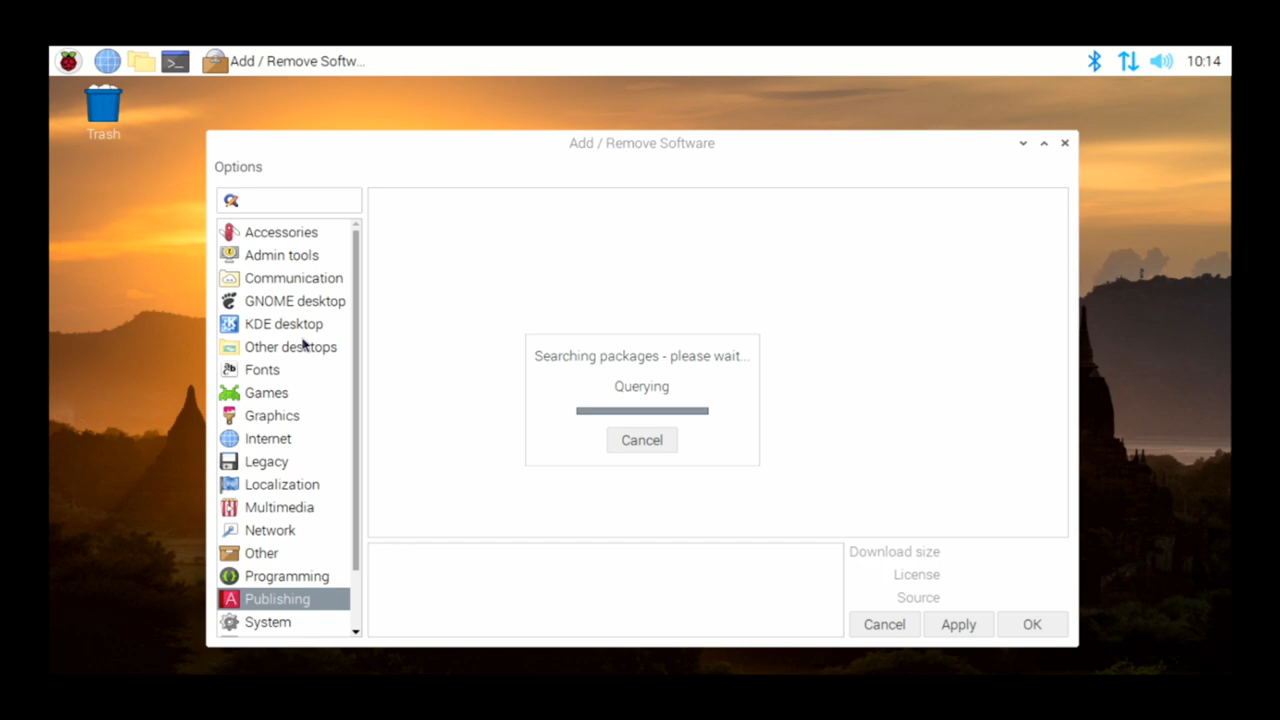 Add / Remove Softw...
10:14
Trash
Add / Remove Software
Options
Accessories
Admin tools
Communication
GNOME desktop
KDE desktop
Other desktops
Fonts
Games
Graphics
Internet
Legacy
Localization
Multimedia
Network
Other
Programming
Publishing
System
Searching packages - please wait...
Querying
Cancel
Download size
License
Source
Cancel
Apply
OK